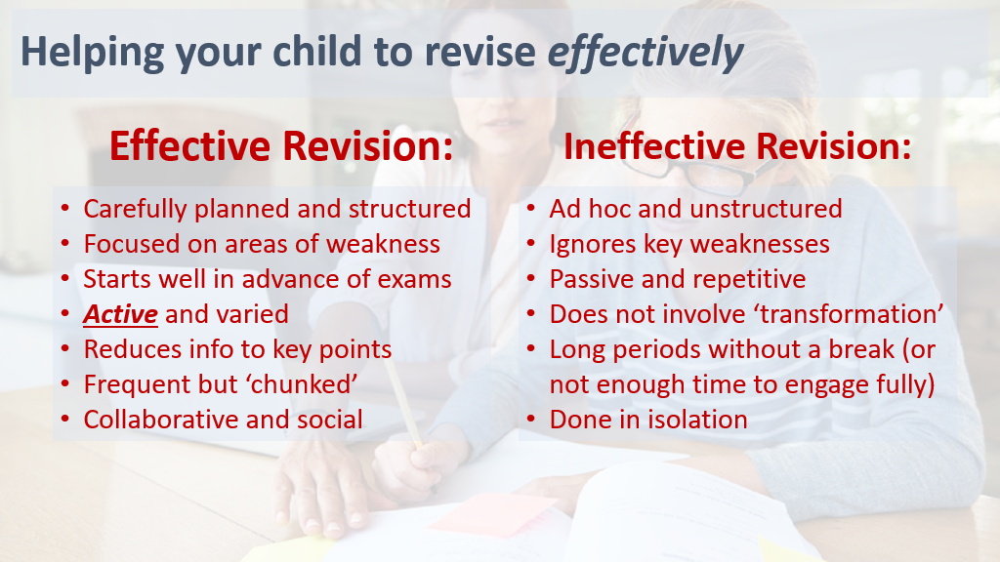 Helping your child to revise effectively
Effective Revision:
• Carefully planned and structured
• Focused on areas of weakness
• Starts well in advance of exams
• Active and varied
• Reduces info to key points
• Frequent but ‘chunked’
• Collaborative and social
Ineffective Revision:
• Ad hoc and unstructured
• Ignores key weaknesses
• Passive and repetitive
• Does not involve ‘transformation’
• Long periods without a break (or
not enough time to engage fully)
• Done in isolation